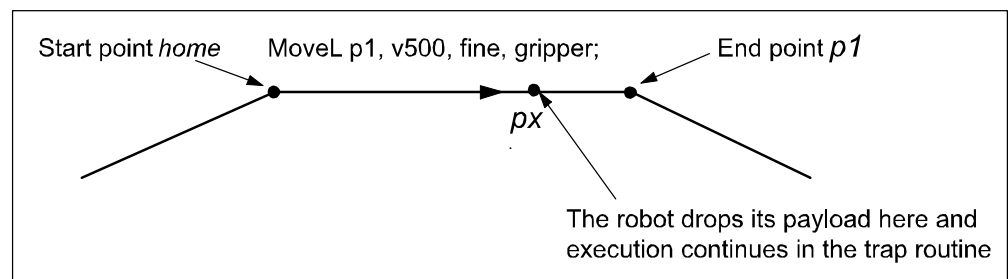 Start point home
MoveL p1, v500, fine, gripper;
End point p1
px
The robot drops its payload here and
execution continues in the trap routine